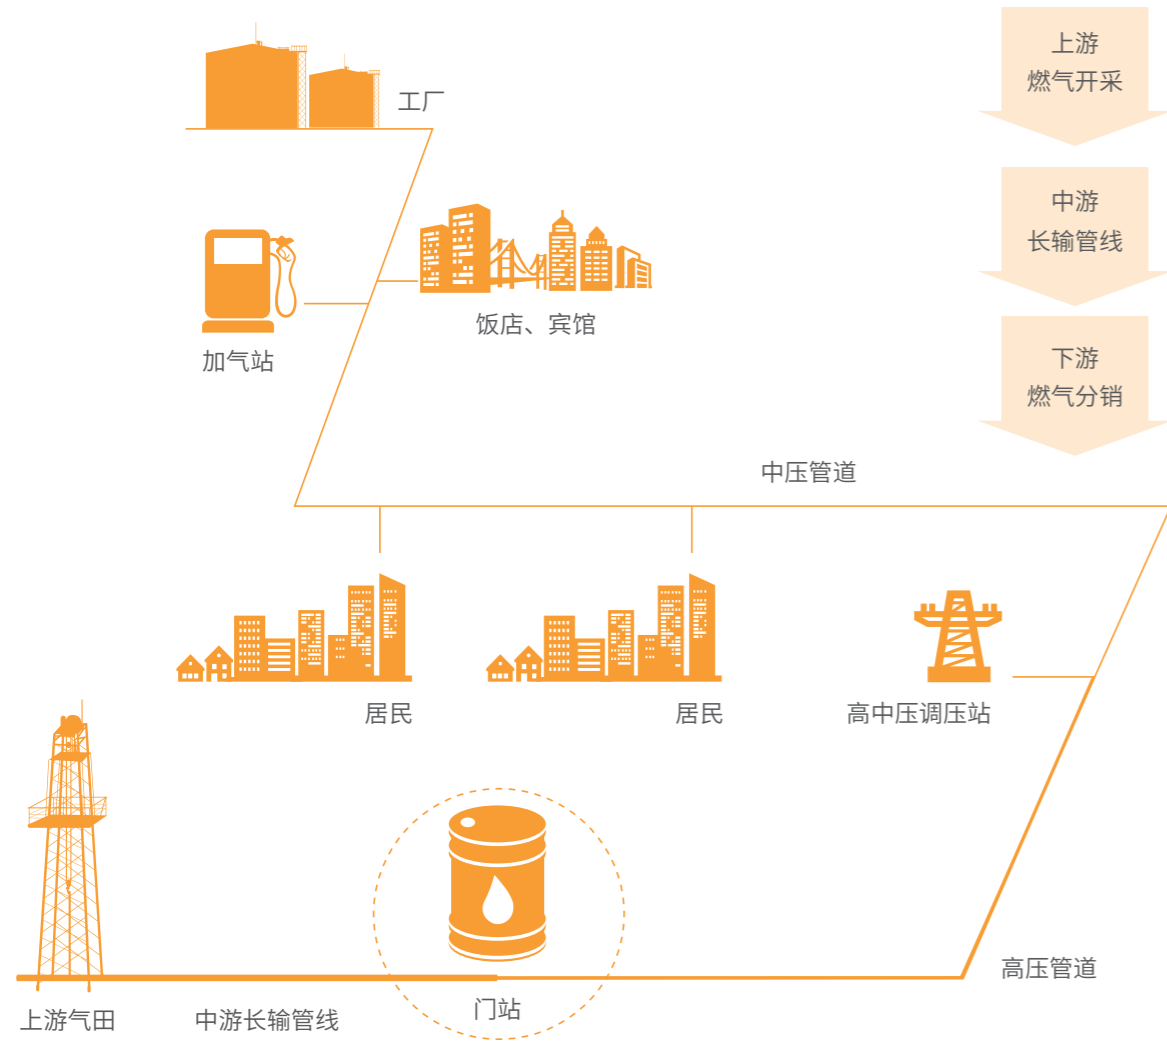 工厂
上游
燃气开采
中游
长输管线
加气站
饭店、宾馆
下游
燃气分销
中压管道
居民
居民
高中压调压站
高压管道
上游气田
中游长输管线
门站